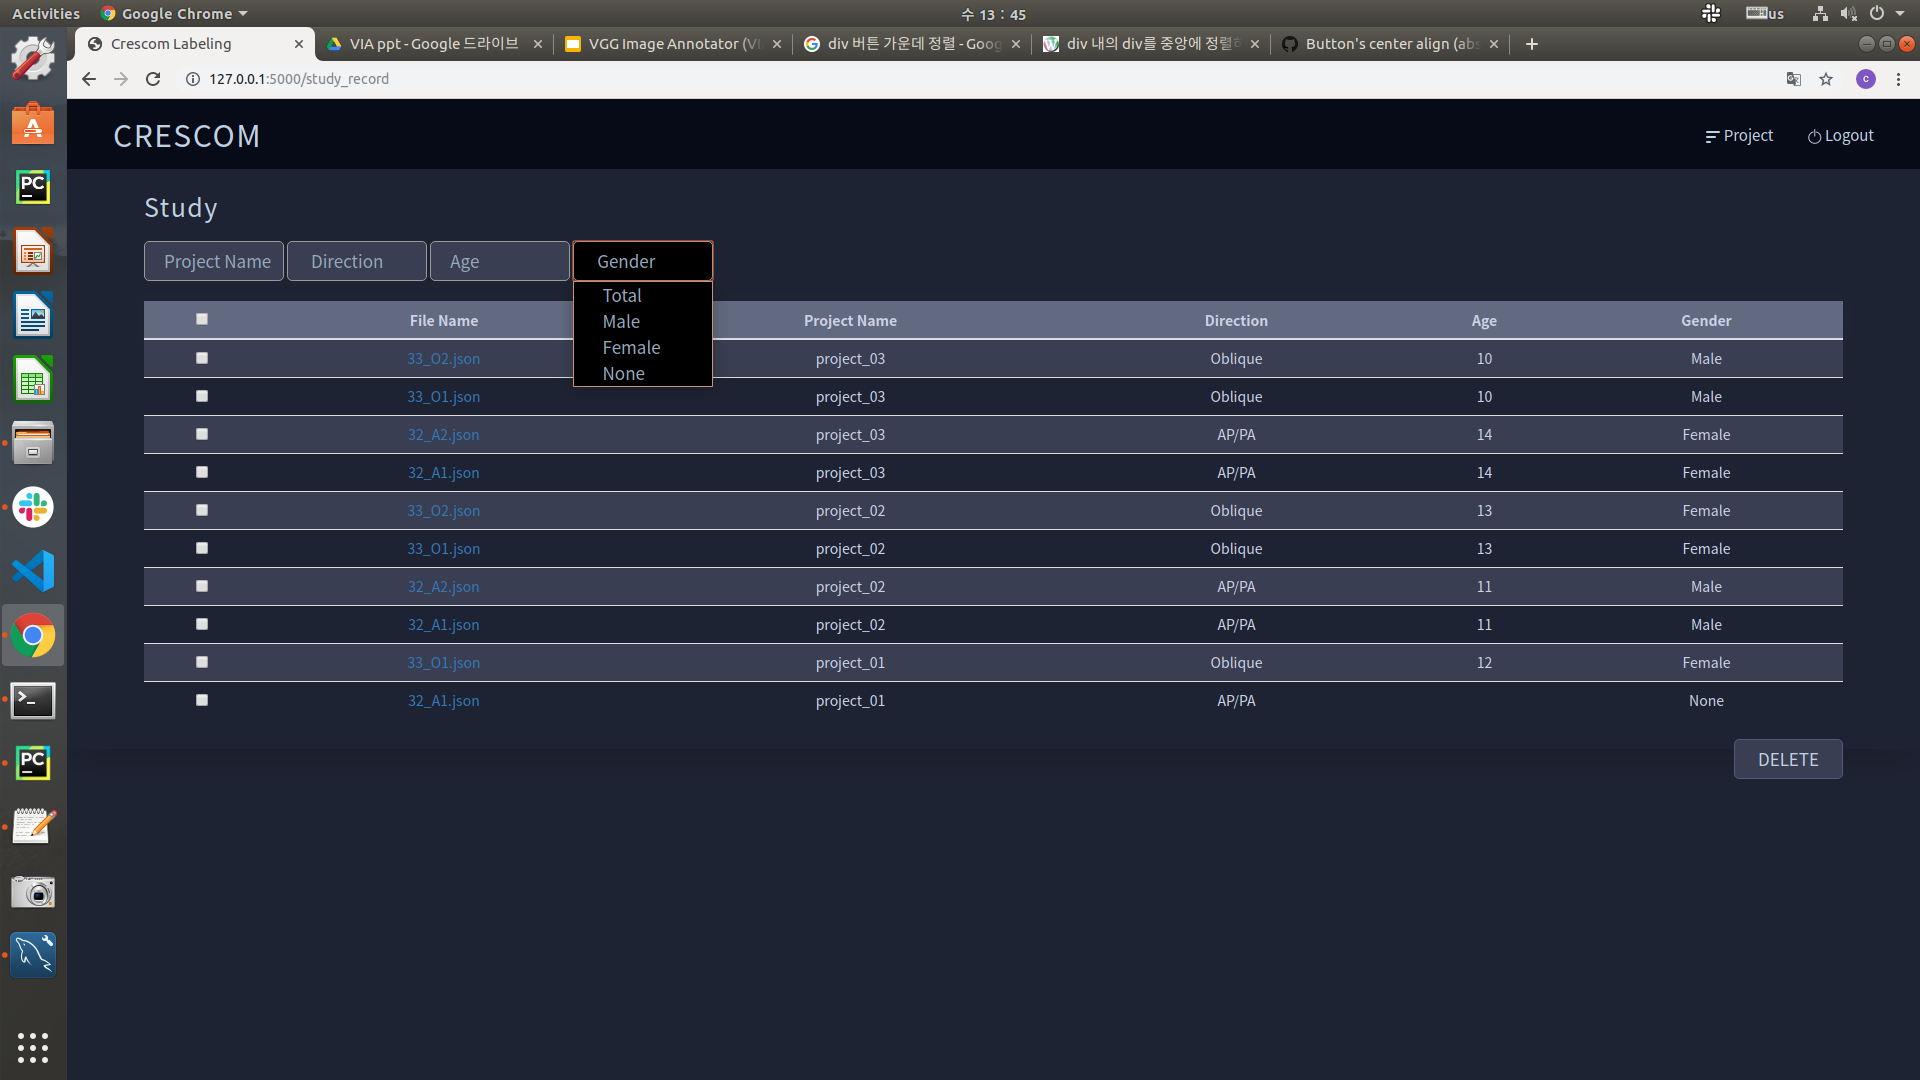 Activities Google Chrome 수 13 : 45 us
Crescom Labeling VIA ppt - Google 드라이브 VGG Image Annotator (VI div 버튼 가운데 정렬 - Goog div 내의 div를 중앙에 정렬하 Button's center align (abs
127.0.0.1:5000/study_record c
CRESCOM Project Logout
Study
Project Name Direction Age Gender
Total
Male
Female
None
File Name Project Name Direction Age Gender
33_O2.json project_03 Oblique 10 Male
33_O1.json project_03 Oblique 10 Male
32_A2.json project_03 AP/PA 14 Female
32_A1.json project_03 AP/PA 14 Female
33_O2.json project_02 Oblique 13 Female
33_O1.json project_02 Oblique 13 Female
32_A2.json project_02 AP/PA 11 Male
32_A1.json project_02 AP/PA 11 Male
33_O1.json project_01 Oblique 12 Female
32_A1.json project_01 AP/PA None
DELETE
PC
PC